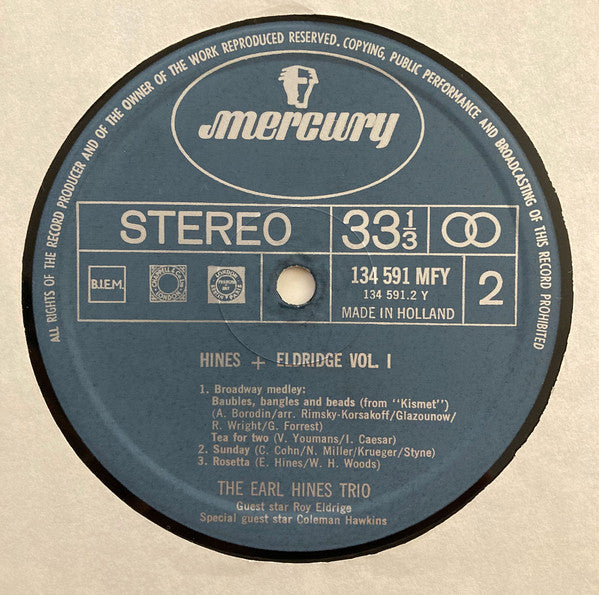 ALL RIGHTS OF THE RECORD PRODUCER AND OF THE OWNER OF THE WORK REPRODUCED RESERVED. COPYING, PUBLIC PERFORMANCE AND BROADCASTING OF THIS RECORD PROHIBITED
mercury
STEREO 33⅓
B.I.E.M. 134 591 MFY 2
134 591.2 Y
MADE IN HOLLAND
HINES + ELDRIDGE VOL. I
1. Broadway medley:
Baubles, bangles and beads (from "Kismet")
(A. Borodin/arr. Rimsky-Korsakoff/Glazounow/
R. Wright/G. Forrest)
Tea for two (V. Youmans/I. Caesar)
2. Sunday (C. Cohn/N. Miller/Krueger/Styne)
3. Rosetta (E. Hines/W. H. Woods)
THE EARL HINES TRIO
Guest star Roy Eldrige
Special guest star Coleman Hawkins